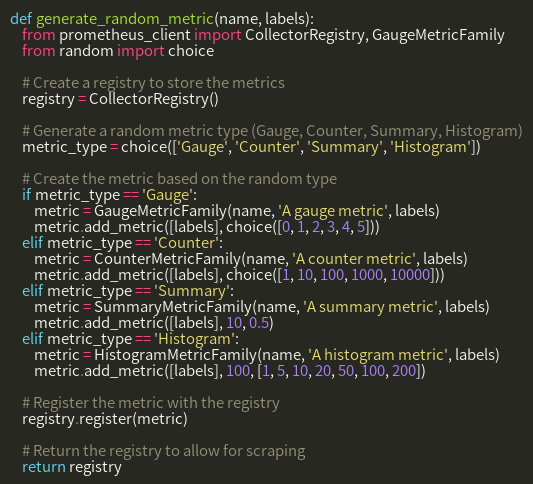 def generate_random_metric(name, labels):
from prometheus_client import CollectorRegistry, GaugeMetricFamily
from random import choice
# Create a registry to store the metrics
registry = CollectorRegistry()
# Generate a random metric type (Gauge, Counter, Summary, Histogram)
metric_type = choice(['Gauge', 'Counter', 'Summary', 'Histogram'])
# Create the metric based on the random type
if metric_type == 'Gauge':
metric = GaugeMetricFamily(name, 'A gauge metric', labels)
metric.add_metric([labels], choice([0, 1, 2, 3, 4, 5]))
elif metric_type == 'Counter':
metric = CounterMetricFamily(name, 'A counter metric', labels)
metric.add_metric([labels], choice([1, 10, 100, 1000, 10000]))
elif metric_type == 'Summary':
metric = SummaryMetricFamily(name, 'A summary metric', labels)
metric.add_metric([labels], 10, 0.5)
elif metric_type == 'Histogram':
metric = HistogramMetricFamily(name, 'A histogram metric', labels)
metric.add_metric([labels], 100, [1, 5, 10, 20, 50, 100, 200])
# Register the metric with the registry
registry.register(metric)
# Return the registry to allow for scraping
return registry